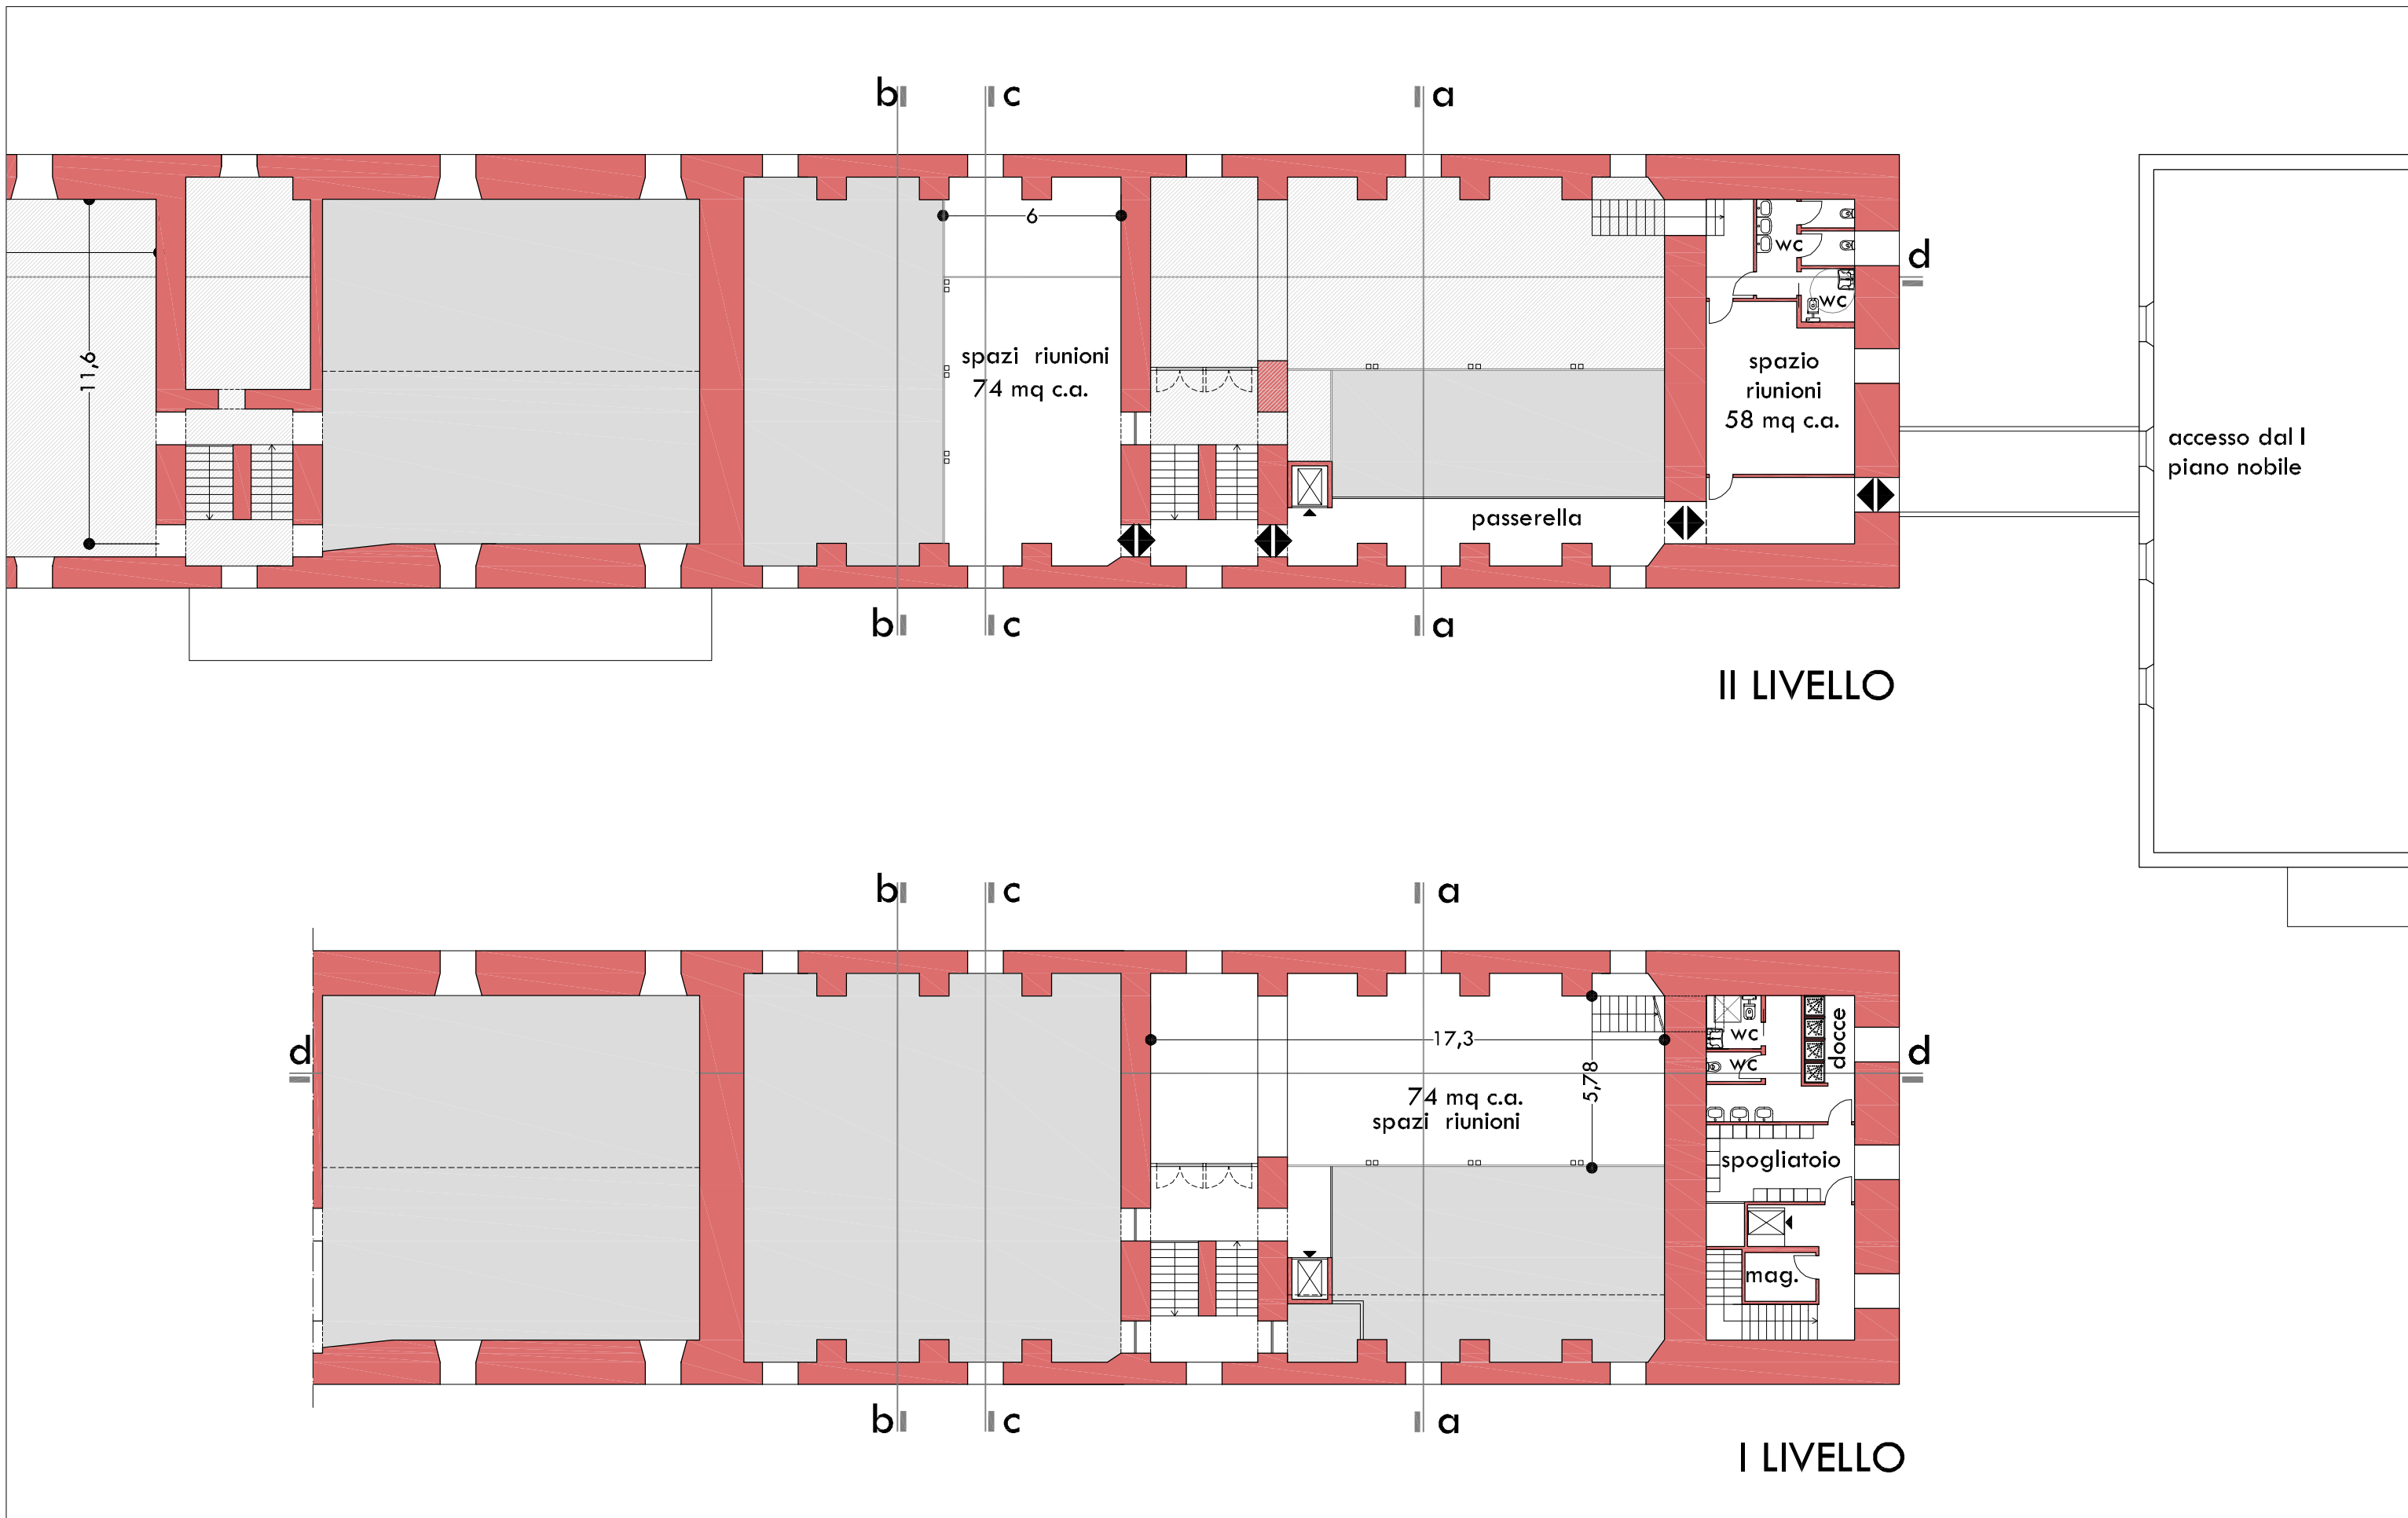 b c a
6
wc
d
wc
11,6
spazi riunioni
74 mq c.a.
spazio
riunioni
58 mq c.a.
accesso dal I
piano nobile
passerella
b c a
II LIVELLO
b c a
17,3
wc
docce
d
d
wc
5,78
74 mq c.a.
spazi riunioni
spogliatoio
mag.
b c a
I LIVELLO